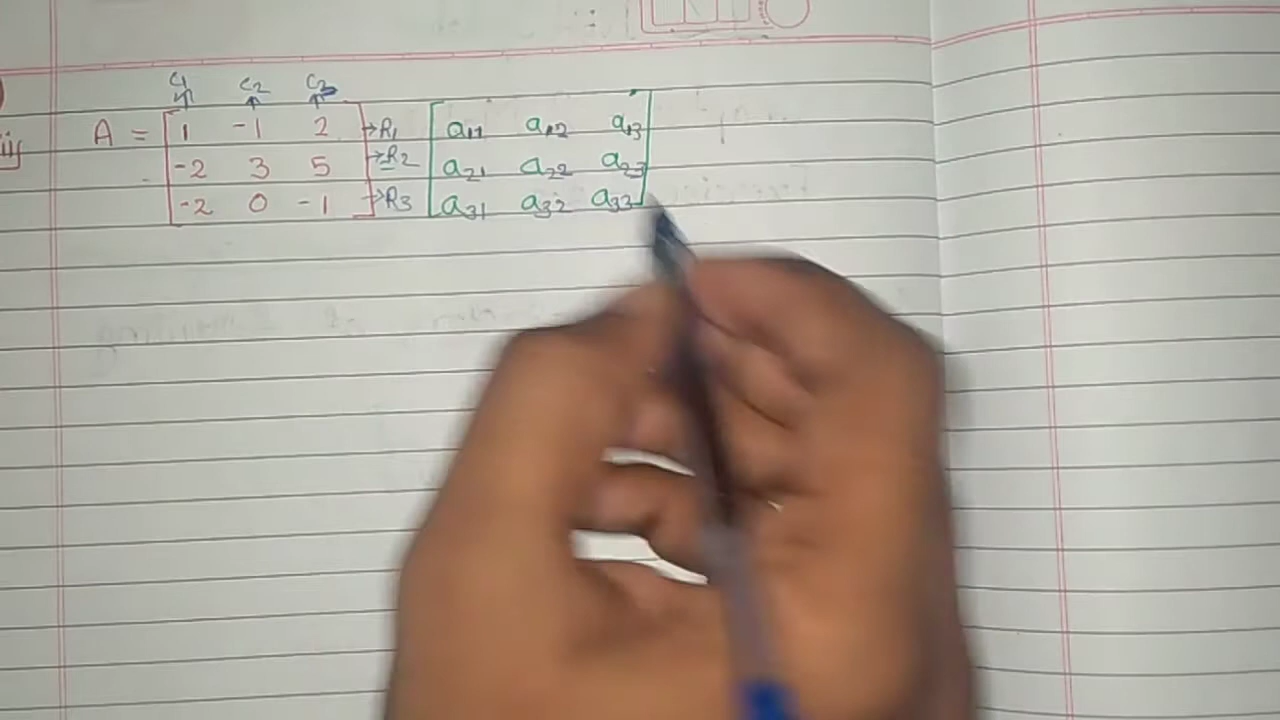 C1 C2 C3
ii) A = [ 1 -1 2 ] → R1 [ a11 a12 a13 ]
[ -2 3 5 ] → R2 [ a21 a22 a23 ]
[ -2 0 -1 ] → R3 [ a31 a32 a33 ]